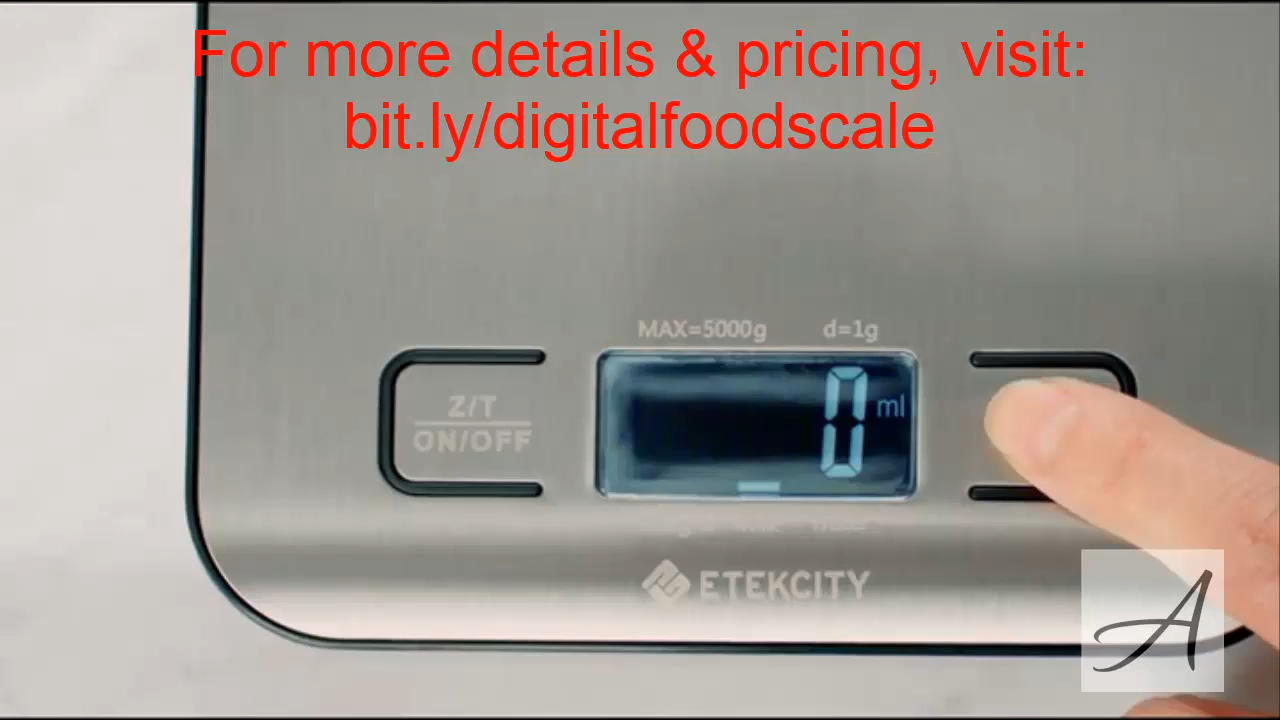 For more details & pricing, visit:
bit.ly/digitalfoodscale
MAX=5000g d=1g
0 ml
Z/T
ON/OFF
ETEKCITY
A